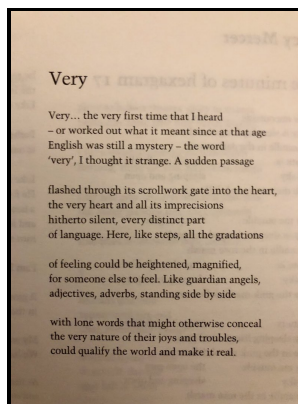 Very
Very… the very first time that I heard
– or worked out what it meant since at that age
English was still a mystery – the word
‘very’, I thought it strange. A sudden passage
flashed through its scrollwork gate into the heart,
the very heart and all its imprecisions
hitherto silent, every distinct part
of language. Here, like steps, all the gradations
of feeling could be heightened, magnified,
for someone else to feel. Like guardian angels,
adjectives, adverbs, standing side by side
with lone words that might otherwise conceal
the very nature of their joys and troubles,
could qualify the world and make it real.